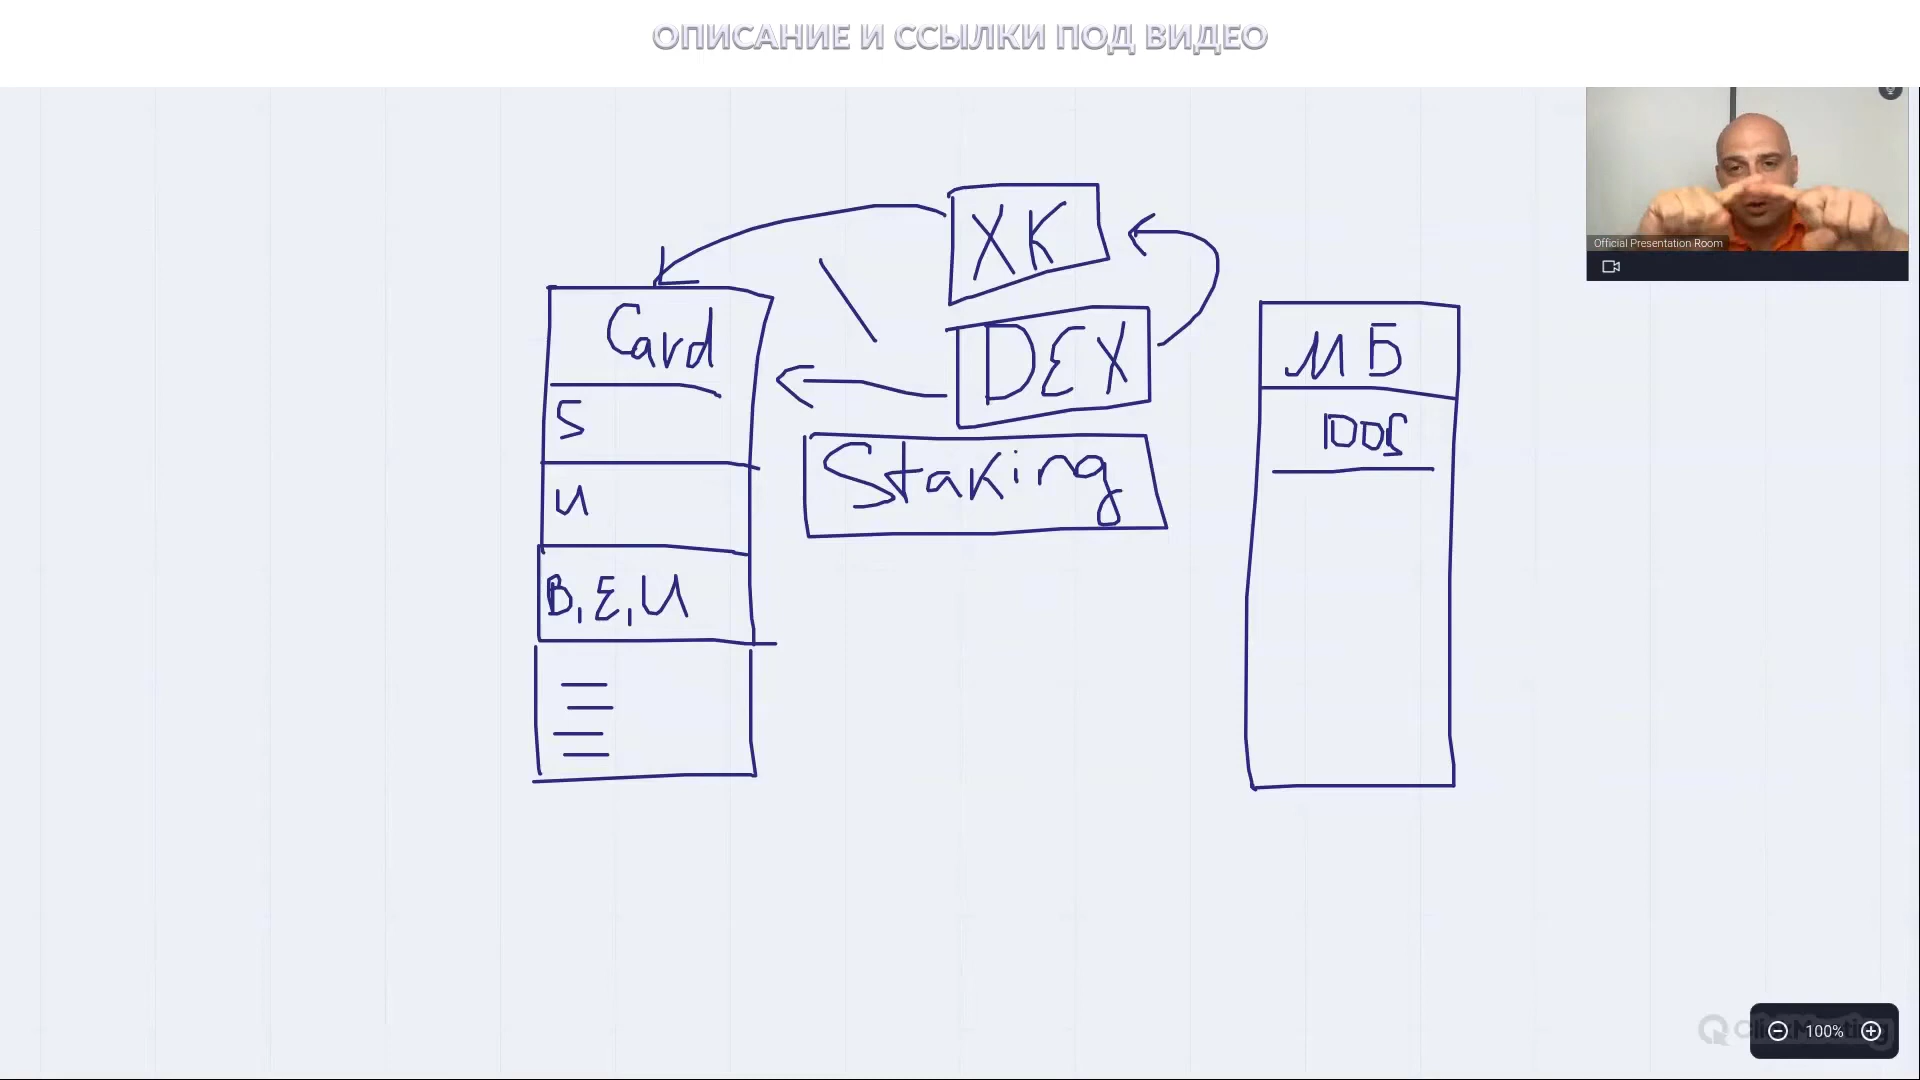 ОПИСАНИЕ И ССЫЛКИ ПОД ВИДЕО
Official Presentation Room
XK
Card
DEX
МБ
S
100$
Staking
U
B, E, U
100%